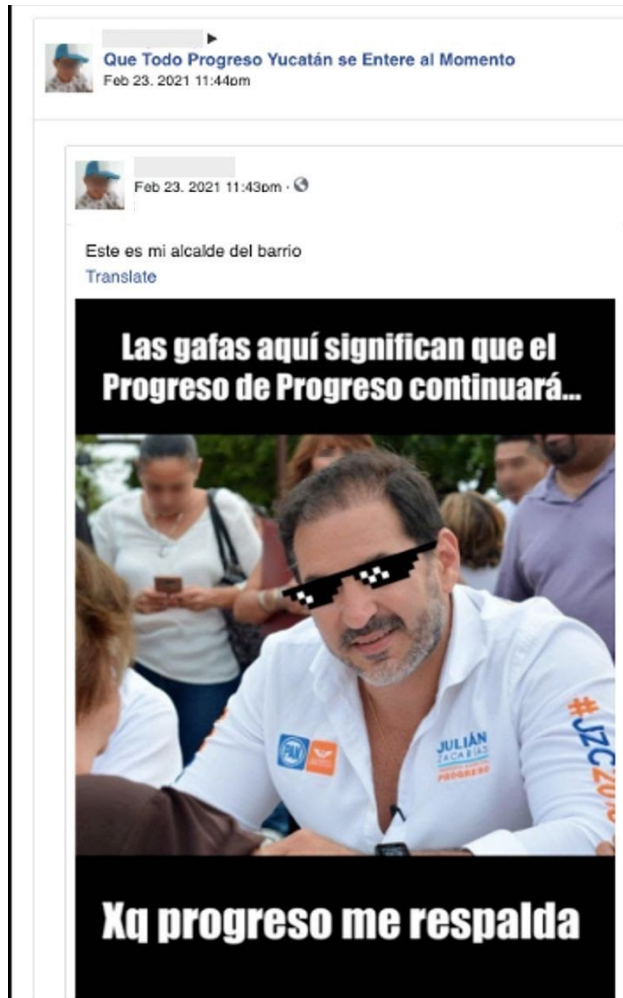 Que Todo Progreso Yucatán se Entere al Momento
Feb 23, 2021 11:44pm
Feb 23, 2021 11:43pm ·
Este es mi alcalde del barrio
Translate
Las gafas aquí significan que el
Progreso de Progreso continuará...
PAN
JULIÁN
ZACARÍAS
PROGRESO
#JZC2018
Xq progreso me respalda